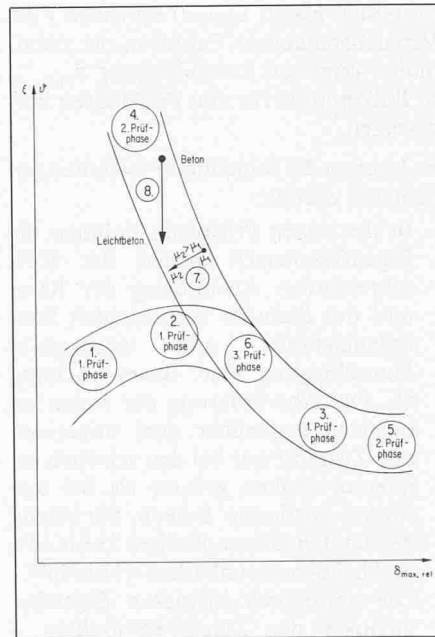 ξ ϑ
4.
2. Prüf-
phase
Beton
8.
Leichtbeton
μ₂ > μ₁
μ₁
μ₂
7.
2.
1. Prüf-
phase
1.
1. Prüf-
phase
6.
3. Prüf-
phase
3.
1. Prüf-
phase
5.
2. Prüf-
phase
δ max, rel